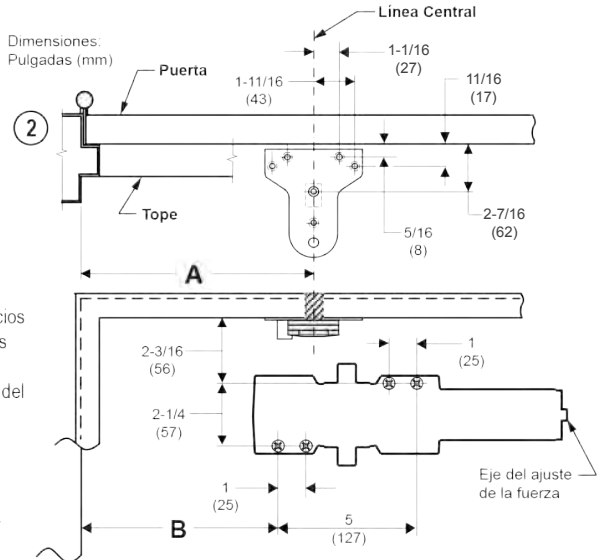 Linea Central
Dimensiones:
Pulgadas (mm)
Puerta
1-1/16
(27)
1-11/16
(43)
11/16
(17)
2
Tope
5/16
(8)
2-7/16
(62)
A
cios
s
del
2-3/16
(56)
1
(25)
2-1/4
(57)
1
(25)
Eje del ajuste
de la fuerza
B
5
(127)